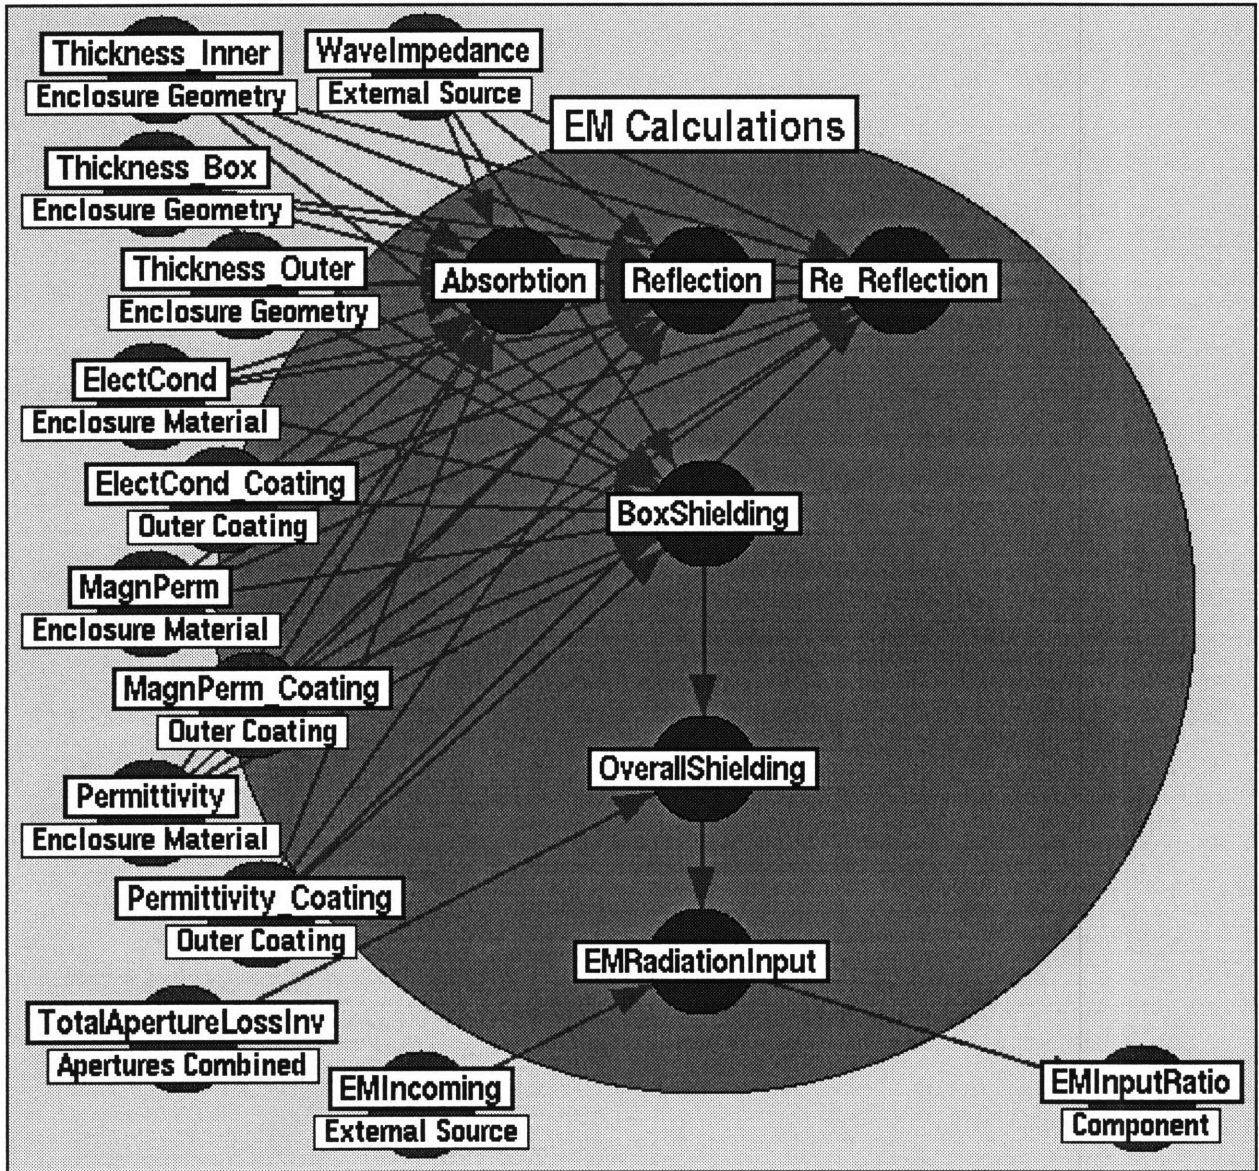 Thickness_Inner
Enclosure Geometry
WaveImpedance
External Source
EM Calculations
Thickness_Box
Enclosure Geometry
Thickness_Outer
Enclosure Geometry
Absorbtion
Reflection
Re_Reflection
ElectCond
Enclosure Material
ElectCond_Coating
Outer Coating
BoxShielding
MagnPerm
Enclosure Material
MagnPerm_Coating
Outer Coating
Permittivity
Enclosure Material
OverallShielding
Permittivity_Coating
Outer Coating
EMRadiationInput
TotalApertureLossInv
Apertures Combined
EMIncoming
External Source
EMInputRatio
Component